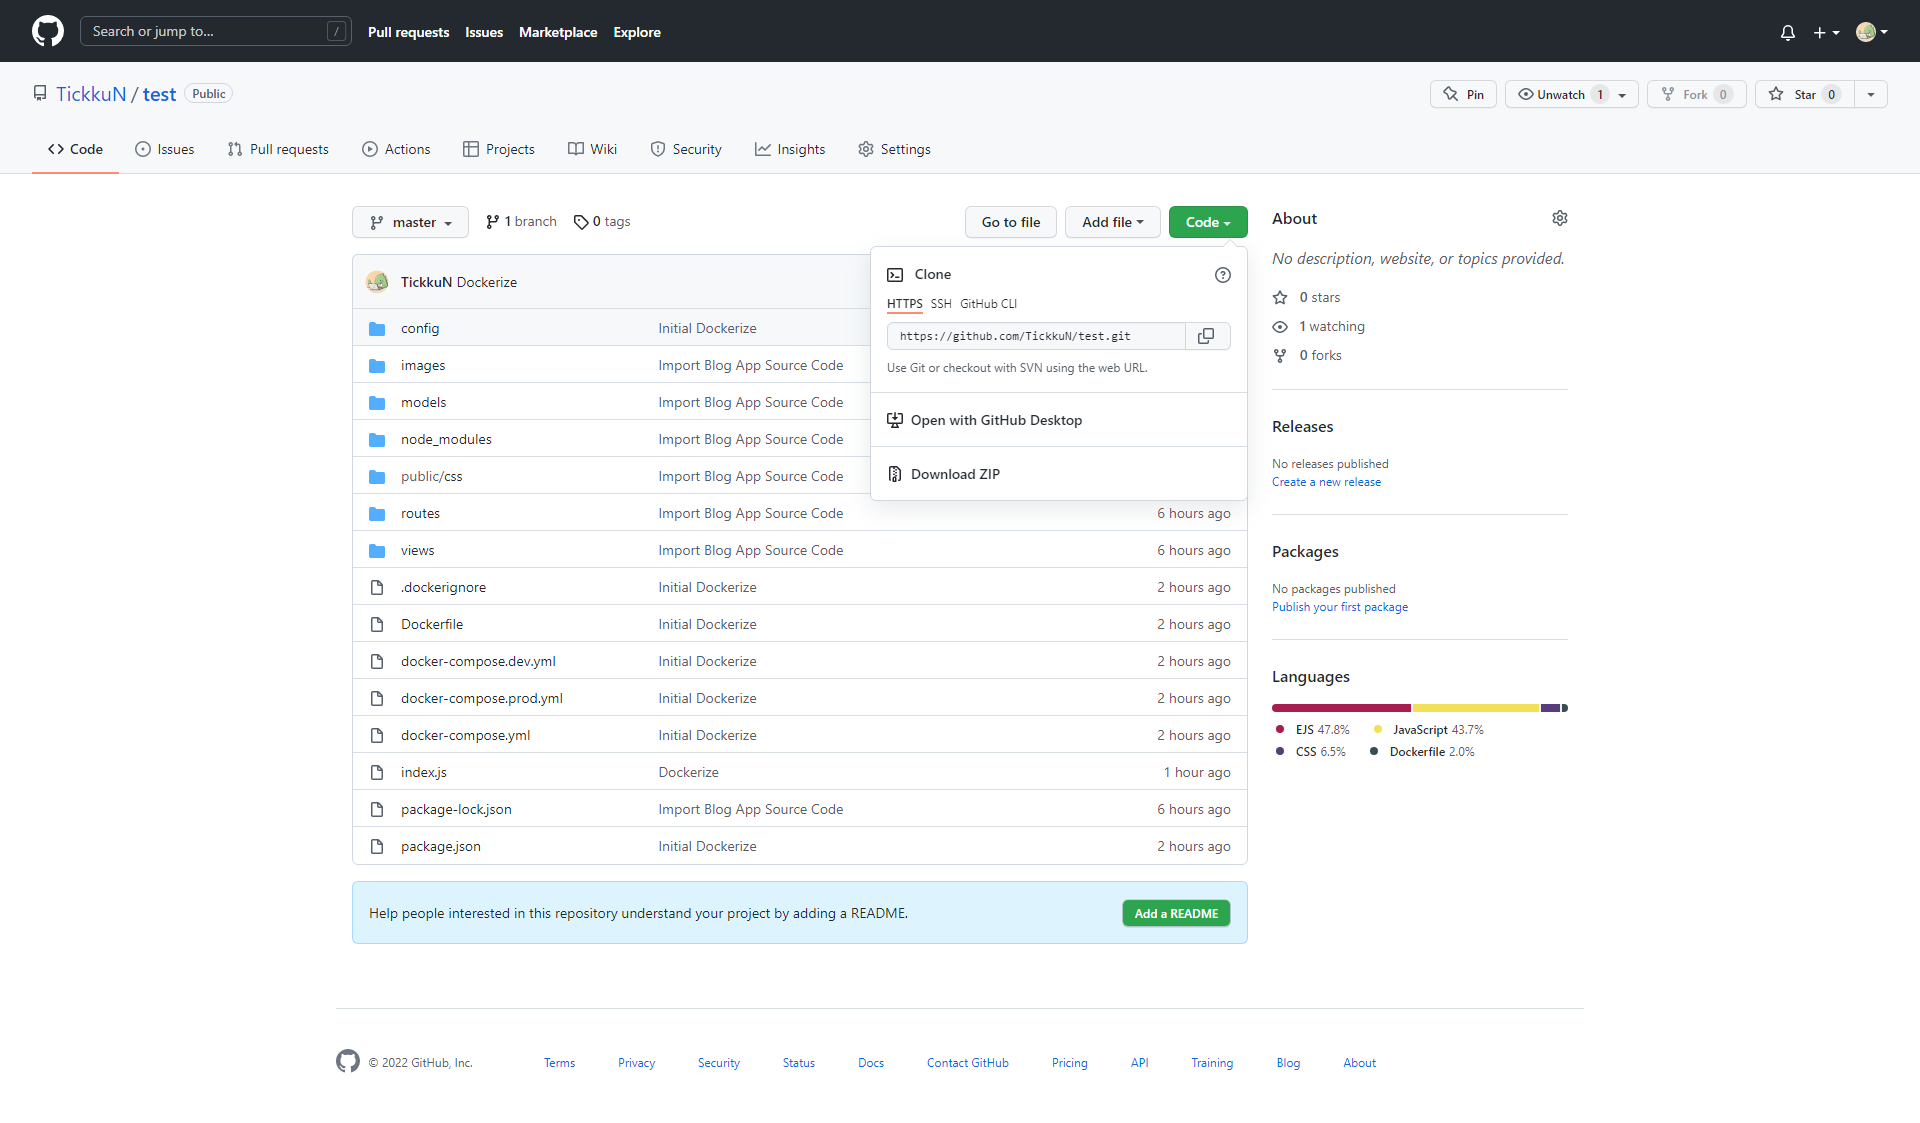 Search or jump to... /
Pull requests Issues Marketplace Explore
TickkuN / test Public
Pin Unwatch 1 Fork 0 Star 0
Code Issues Pull requests Actions Projects Wiki Security Insights Settings
master 1 branch 0 tags
Go to file Add file Code
TickkuN Dockerize
config Initial Dockerize
images Import Blog App Source Code
models Import Blog App Source Code
node_modules Import Blog App Source Code
public/css Import Blog App Source Code
routes Import Blog App Source Code 6 hours ago
views Import Blog App Source Code 6 hours ago
.dockerignore Initial Dockerize 2 hours ago
Dockerfile Initial Dockerize 2 hours ago
docker-compose.dev.yml Initial Dockerize 2 hours ago
docker-compose.prod.yml Initial Dockerize 2 hours ago
docker-compose.yml Initial Dockerize 2 hours ago
index.js Dockerize 1 hour ago
package-lock.json Import Blog App Source Code 6 hours ago
package.json Initial Dockerize 2 hours ago
Clone
HTTPS SSH GitHub CLI
https://github.com/TickkuN/test.git
Use Git or checkout with SVN using the web URL.
Open with GitHub Desktop
Download ZIP
Help people interested in this repository understand your project by adding a README.
Add a README
About
No description, website, or topics provided.
0 stars
1 watching
0 forks
Releases
No releases published
Create a new release
Packages
No packages published
Publish your first package
Languages
EJS 47.8% JavaScript 43.7%
CSS 6.5% Dockerfile 2.0%
© 2022 GitHub, Inc. Terms Privacy Security Status Docs Contact GitHub Pricing API Training Blog About